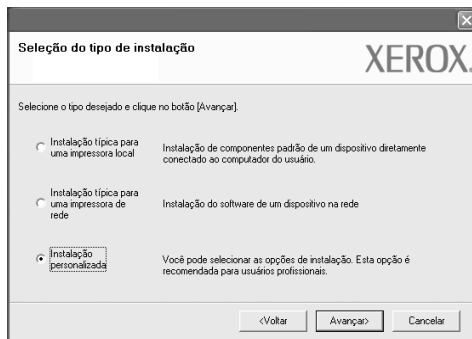 Seleção do tipo de instalação
XEROX.
Selecione o tipo desejado e clique no botão [Avançar].
Instalação típica para
uma impressora local
Instalação de componentes padrão de um dispositivo diretamente
conectado ao computador do usuário.
Instalação típica para
uma impressora de
rede
Instalação do software de um dispositivo na rede
Instalação
personalizada
Você pode selecionar as opções de instalação. Esta opção é
recomendada para usuários profissionais.
<Voltar
Avançar>
Cancelar